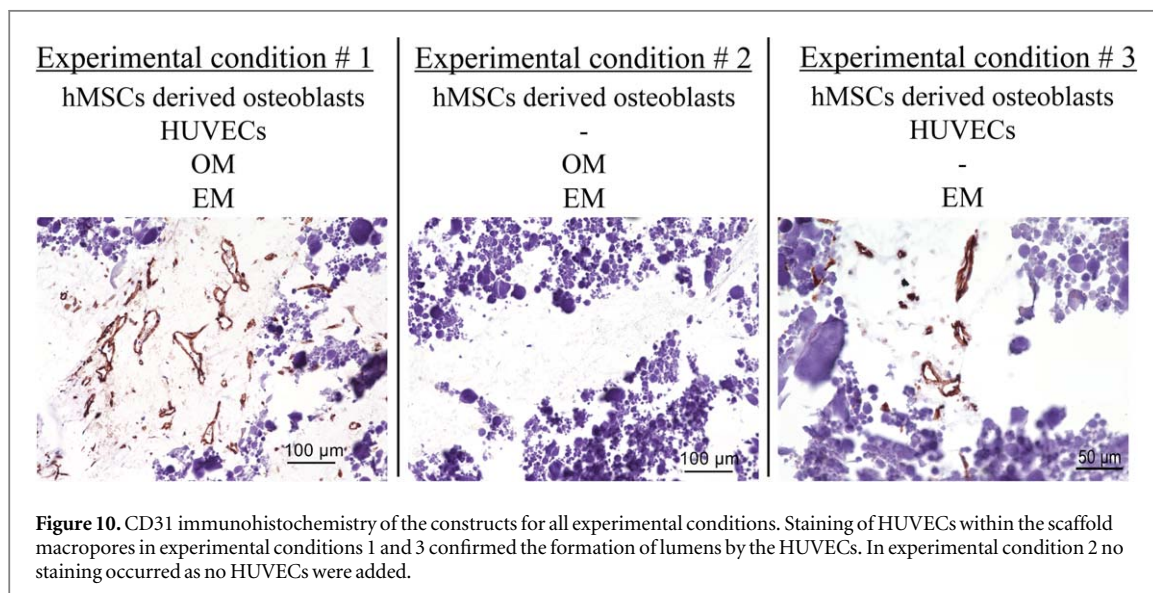 Experimental condition # 1
hMSCs derived osteoblasts
HUVECs
OM
EM
100 µm
Experimental condition # 2
hMSCs derived osteoblasts
-
OM
EM
100 µm
Experimental condition # 3
hMSCs derived osteoblasts
HUVECs
-
EM
50 µm
Figure 10. CD31 immunohistochemistry of the constructs for all experimental conditions. Staining of HUVECs within the scaffold
macropores in experimental conditions 1 and 3 confirmed the formation of lumens by the HUVECs. In experimental condition 2 no
staining occurred as no HUVECs were added.